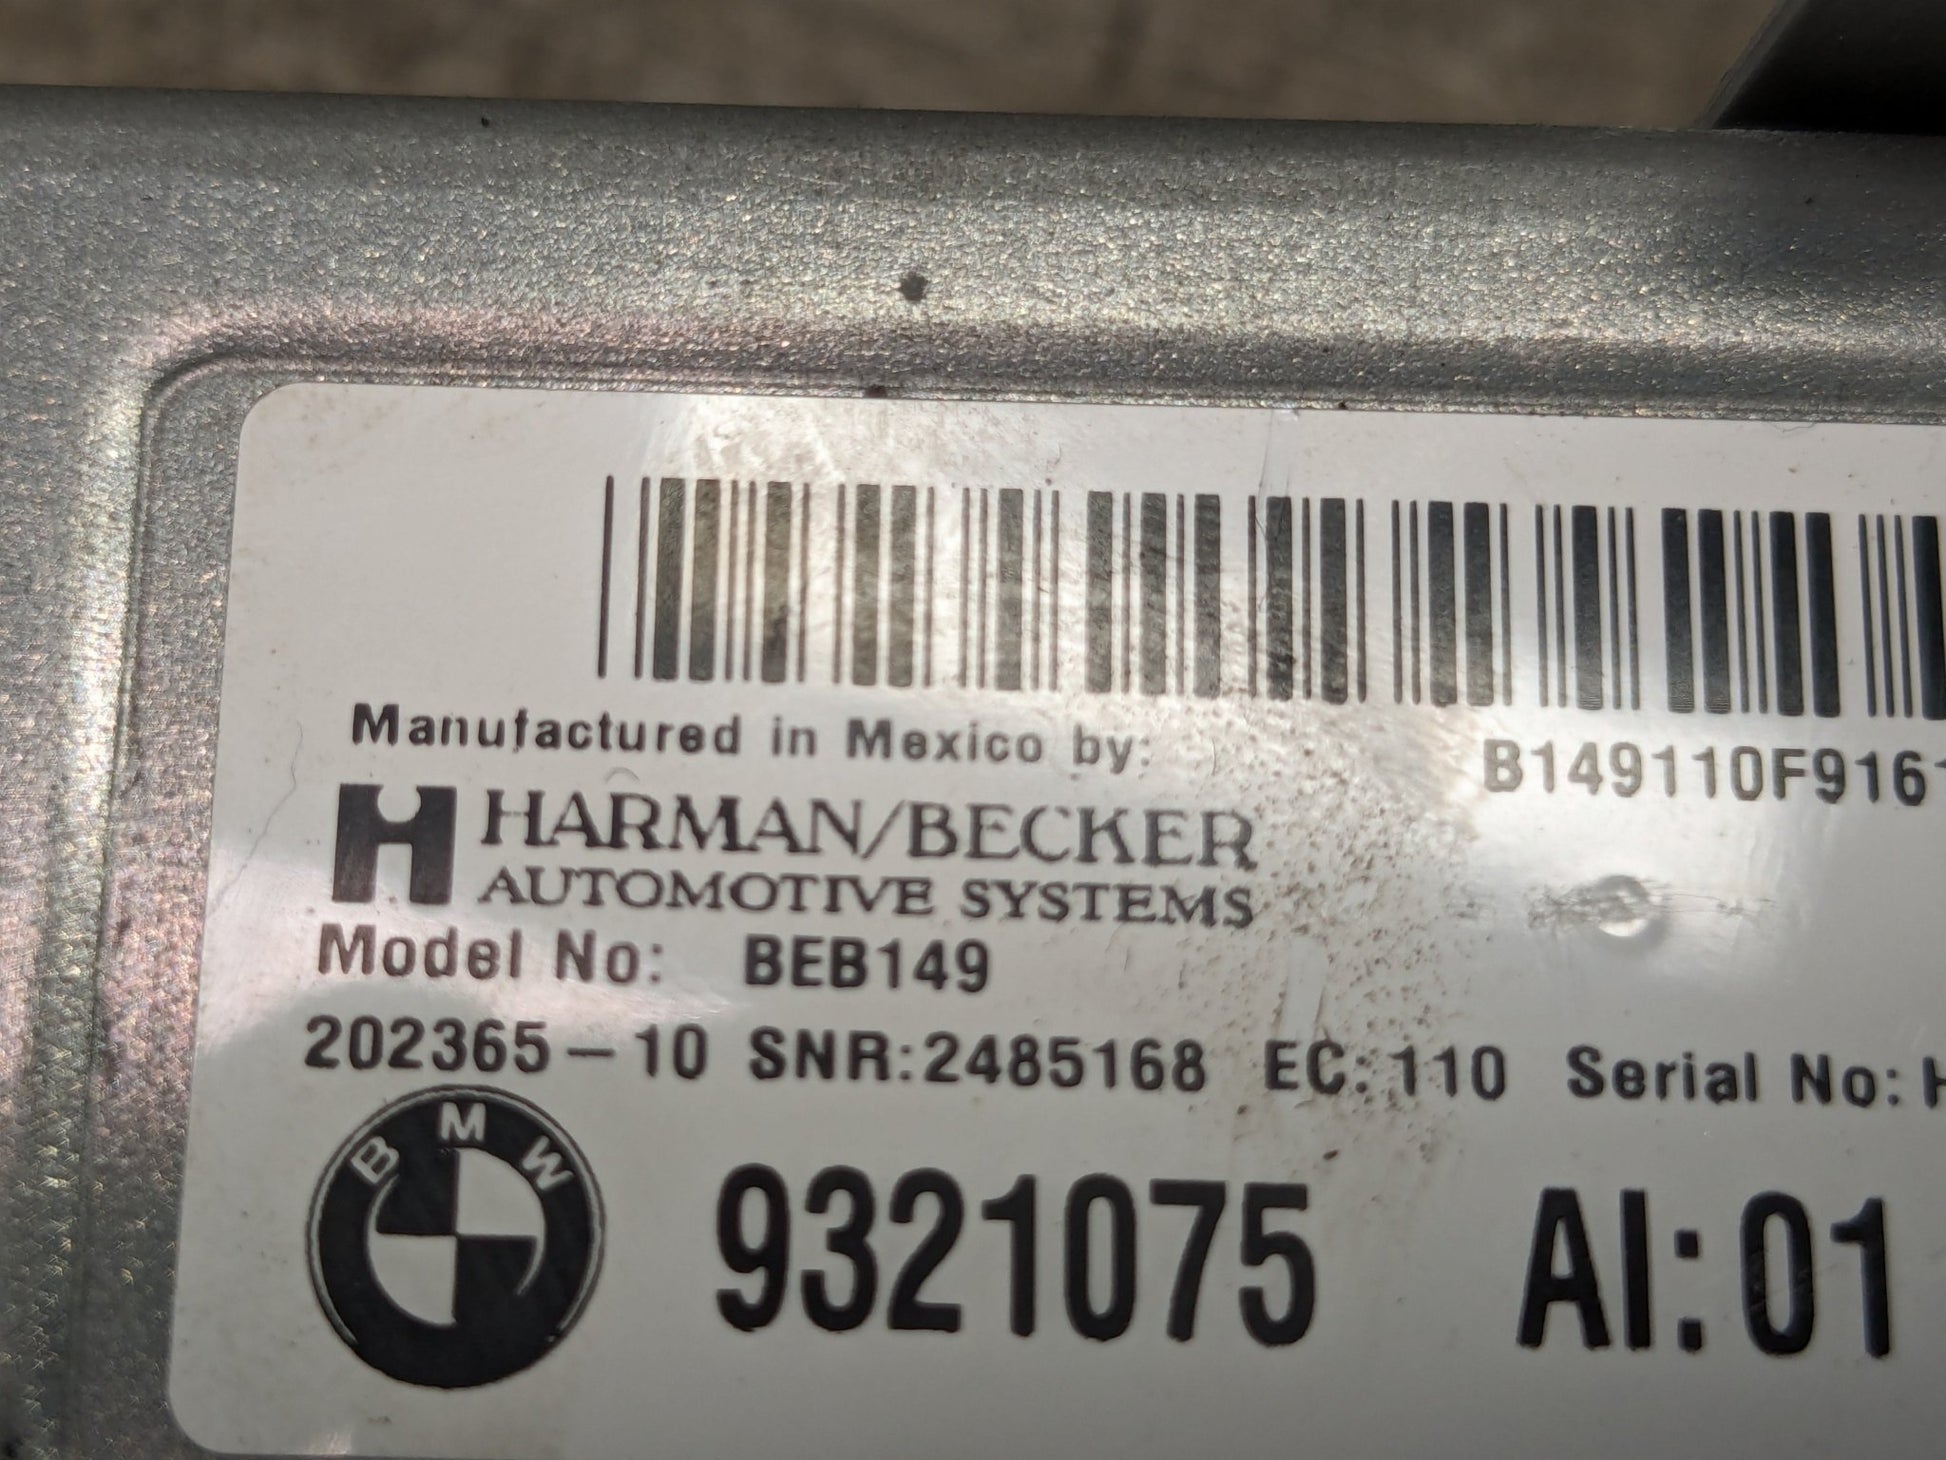 Manufactured in Mexico by:
B149110F9161
HARMAN/BECKER
AUTOMOTIVE SYSTEMS
Model No: BEB149
202365-10 SNR:2485168 EC:110 Serial No: H
BMW
9321075 AI:01